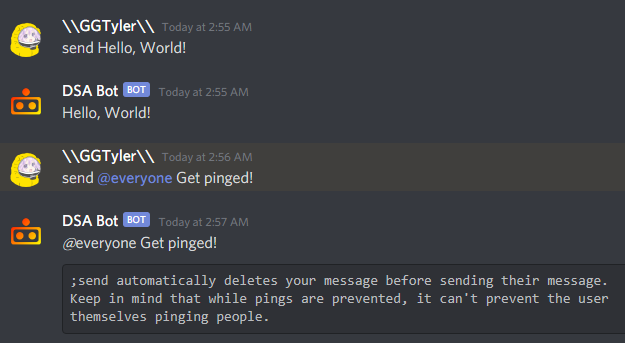 \\GGTyler\\ Today at 2:55 AM
send Hello, World!
DSA Bot BOT Today at 2:55 AM
Hello, World!
\\GGTyler\\ Today at 2:56 AM
send @everyone Get pinged!
DSA Bot BOT Today at 2:57 AM
@everyone Get pinged!
;send automatically deletes your message before sending their message.
Keep in mind that while pings are prevented, it can't prevent the user
themselves pinging people.